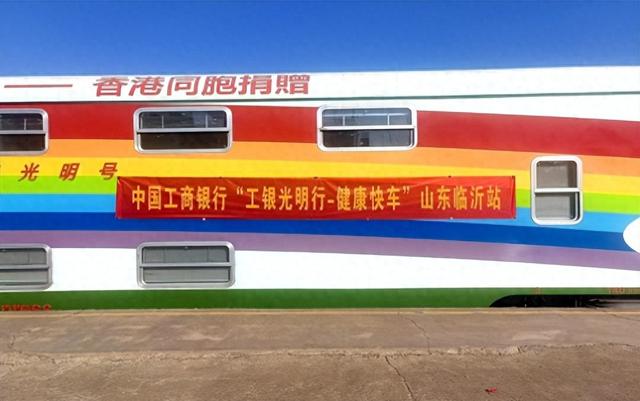 香港同胞捐贈
光明号
中国工商银行“工银光明行-健康快车”山东临沂站